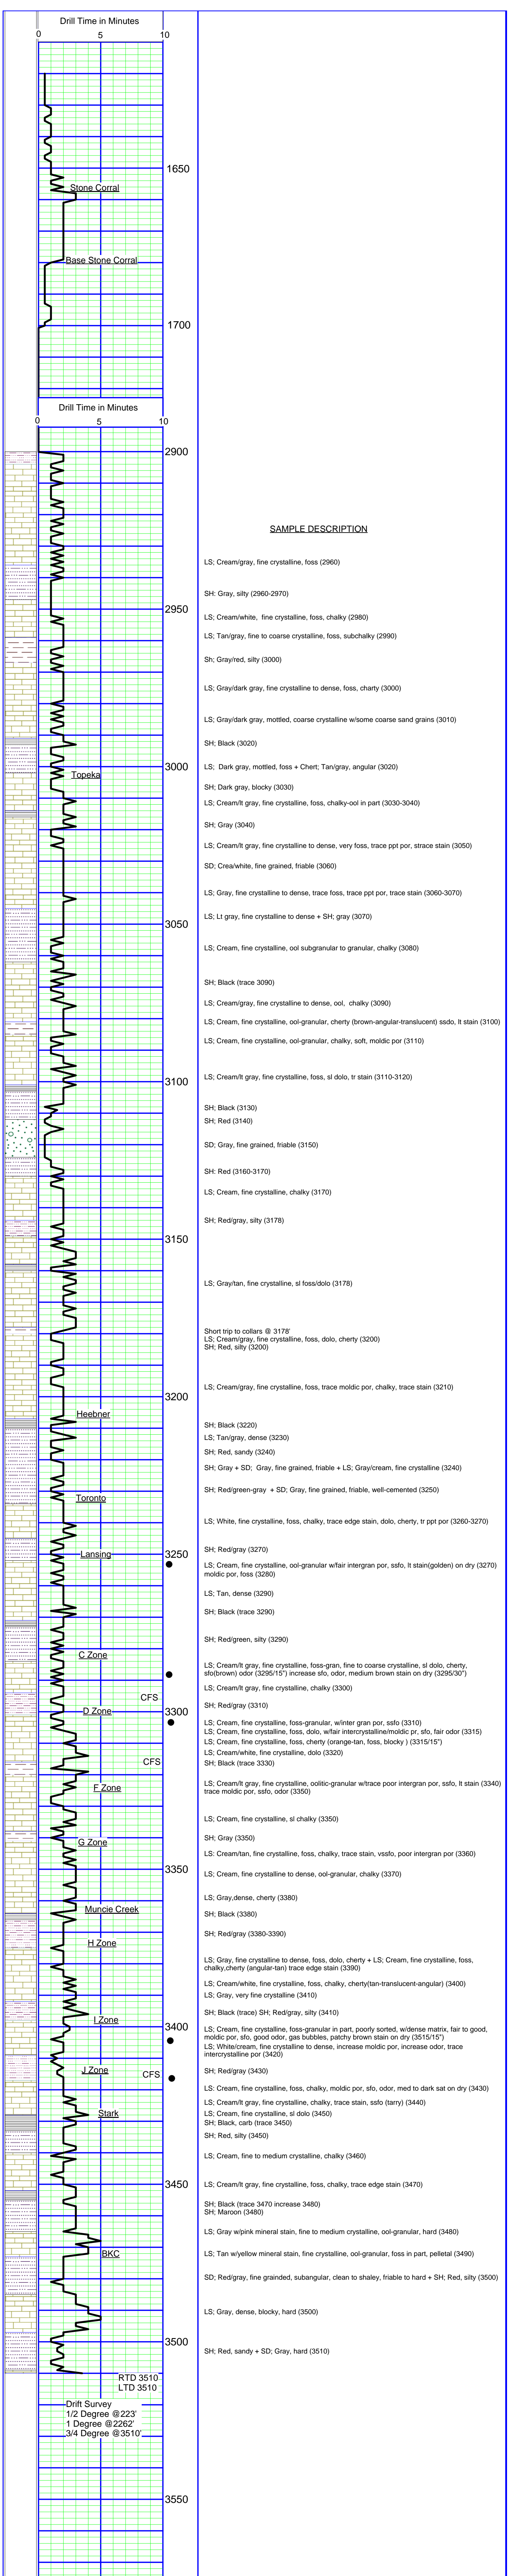 Drill Time in Minutes
0 5 10
1650
Stone Corral
Base Stone Corral
1700
Drill Time in Minutes
0 5 10
2900
SAMPLE DESCRIPTION
LS; Cream/gray, fine crystalline, foss (2960)
SH: Gray, silty (2960-2970)
2950
LS; Cream/white, fine crystalline, foss, chalky (2980)
LS; Tan/gray, fine to coarse crystalline, foss, subchalky (2990)
Sh; Gray/red, silty (3000)
LS; Gray/dark gray, fine crystalline to dense, foss, charty (3000)
LS; Gray/dark gray, mottled, coarse crystalline w/some coarse sand grains (3010)
SH; Black (3020)
3000
LS; Dark gray, mottled, foss + Chert; Tan/gray, angular (3020)
Topeka
SH; Dark gray, blocky (3030)
LS; Cream/lt gray, fine crystalline, foss, chalky-ool in part (3030-3040)
SH; Gray (3040)
LS; Cream/lt gray, fine crystalline to dense, very foss, trace ppt por, strace stain (3050)
SD; Crea/white, fine grained, friable (3060)
LS; Gray, fine crystalline to dense, trace foss, trace ppt por, trace stain (3060-3070)
LS; Lt gray, fine crystalline to dense + SH; gray (3070)
3050
LS; Cream, fine crystalline, ool subgranular to granular, chalky (3080)
SH; Black (trace 3090)
LS; Cream/gray, fine crystalline to dense, ool, chalky (3090)
LS; Cream, fine crystalline, ool-granular, cherty (brown-angular-translucent) ssdo, lt stain (3100)
LS; Cream, fine crystalline, ool-granular, chalky, soft, moldic por (3110)
LS; Cream/lt gray, fine crystalline, foss, sl dolo, tr stain (3110-3120)
3100
SH; Black (3130)
SH; Red (3140)
SD; Gray, fine grained, friable (3150)
SH: Red (3160-3170)
LS; Cream, fine crystalline, chalky (3170)
SH; Red/gray, silty (3178)
3150
LS; Gray/tan, fine crystalline, sl foss/dolo (3178)
Short trip to collars @ 3178'
LS; Cream/gray, fine crystalline, foss, dolo, cherty (3200)
SH; Red, silty (3200)
LS; Cream/gray, fine crystalline, foss, trace moldic por, chalky, trace stain (3210)
3200
Heebner
SH; Black (3220)
LS; Tan/gray, dense (3230)
SH; Red, sandy (3240)
SH; Gray + SD; Gray, fine grained, friable + LS; Gray/cream, fine crystalline (3240)
SH; Red/green-gray + SD; Gray, fine grained, friable, well-cemented (3250)
Toronto
LS; White, fine crystalline, foss, chalky, trace edge stain, dolo, cherty, tr ppt por (3260-3270)
SH; Red/gray (3270)
Lansing
3250
LS; Cream, fine crystalline, ool-granular w/fair intergran por, ssfo, lt stain(golden) on dry (3270)
moldic por, foss (3280)
LS; Tan, dense (3290)
SH; Black (trace 3290)
SH; Red/green, silty (3290)
C Zone
LS; Cream/lt gray, fine crystalline, foss-gran, fine to coarse crystalline, sl dolo, cherty,
sfo(brown) odor (3295/15") increase sfo, odor, medium brown stain on dry (3295/30")
LS; Cream/lt gray, fine crystalline, chalky (3300)
CFS
SH; Red/gray (3310)
D Zone
3300
LS; Cream, fine crystalline, foss-granular, w/inter gran por, ssfo (3310)
LS; Cream, fine crystalline, foss, dolo, w/fair intercrystalline/moldic pr, sfo, fair odor (3315)
LS; Cream, fine crystalline, foss, cherty (orange-tan, foss, blocky ) (3315/15")
LS; Cream/white, fine crystalline, dolo (3320)
CFS
SH; Black (trace 3330)
LS; Cream/lt gray, fine crystalline, oolitic-granular w/trace poor intergran por, ssfo, lt stain (3340
trace moldic por, ssfo, odor (3350)
F Zone
LS; Cream, fine crystalline, sl chalky (3350)
SH; Gray (3350)
G Zone
LS: Cream/tan, fine crystalline, foss, chalky, trace stain, vssfo, poor intergran por (3360)
3350
LS; Cream, fine crystalline to dense, ool-granular, chalky (3370)
LS; Gray,dense, cherty (3380)
Muncie Creek
SH; Black (3380)
SH; Red/gray (3380-3390)
H Zone
LS; Gray, fine crystalline to dense, foss, dolo, cherty + LS; Cream, fine crystalline, foss,
chalky,cherty (angular-tan) trace edge stain (3390)
LS; Cream/white, fine crystalline, foss, chalky, cherty(tan-translucent-angular) (3400)
LS; Gray, very fine crystalline (3410)
SH; Black (trace) SH; Red/gray, silty (3410)
I Zone
3400
LS; Cream, fine crystalline, foss-granular in part, poorly sorted, w/dense matrix, fair to good,
moldic por, sfo, good odor, gas bubbles, patchy brown stain on dry (3515/15")
LS; White/cream, fine crystalline to dense, increase moldic por, increase odor, trace
intercrystalline por (3420)
J Zone
CFS
SH; Red/gray (3430)
LS; Cream, fine crystalline, foss, chalky, moldic por, sfo, odor, med to dark sat on dry (3430)
LS; Cream/lt gray, fine crystalline, chalky, trace stain, ssfo (tarry) (3440)
Stark
LS; Cream, fine crystalline, sl dolo (3450)
SH; Black, carb (trace 3450)
SH; Red, silty (3450)
LS; Cream, fine to medium crystalline, chalky (3460)
3450
LS; Cream/lt gray, fine crystalline, foss, chalky, trace edge stain (3470)
SH; Black (trace 3470 increase 3480)
SH; Maroon (3480)
LS; Gray w/pink mineral stain, fine to medium crystalline, ool-granular, hard (3480)
BKC
LS; Tan w/yellow mineral stain, fine crystalline, ool-granular, foss in part, pelletal (3490)
SD; Red/gray, fine grainded, subangular, clean to shaley, friable to hard + SH; Red, silty (3500)
LS; Gray, dense, blocky, hard (3500)
3500
SH; Red, sandy + SD; Gray, hard (3510)
RTD 3510
LTD 3510
Drift Survey
1/2 Degree @223'
1 Degree @2262'
3/4 Degree @3510'
3550